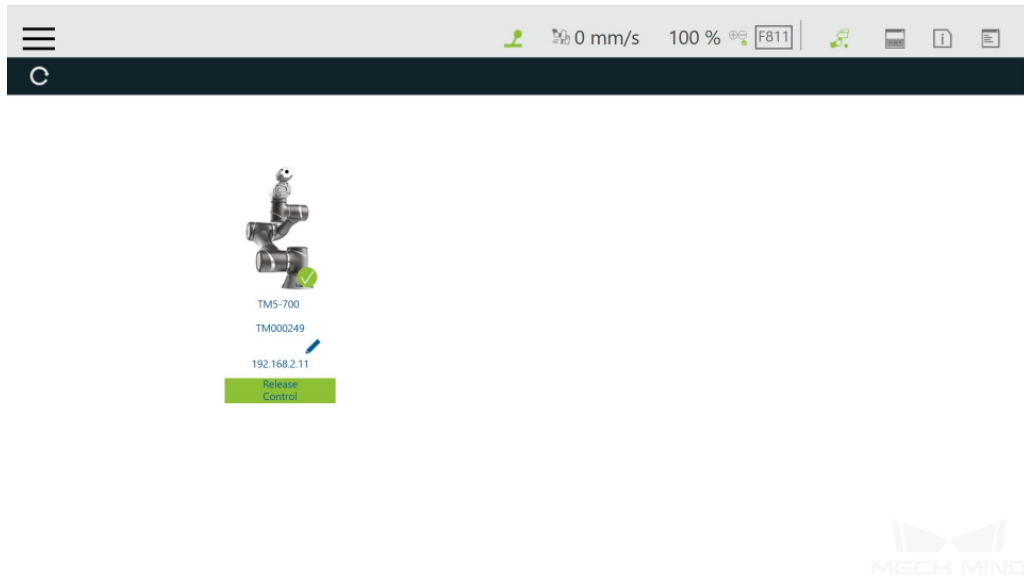 0 mm/s 100 % F811
TM5-700
TM000249
192.168.2.11
Release
Control
MECH MIND